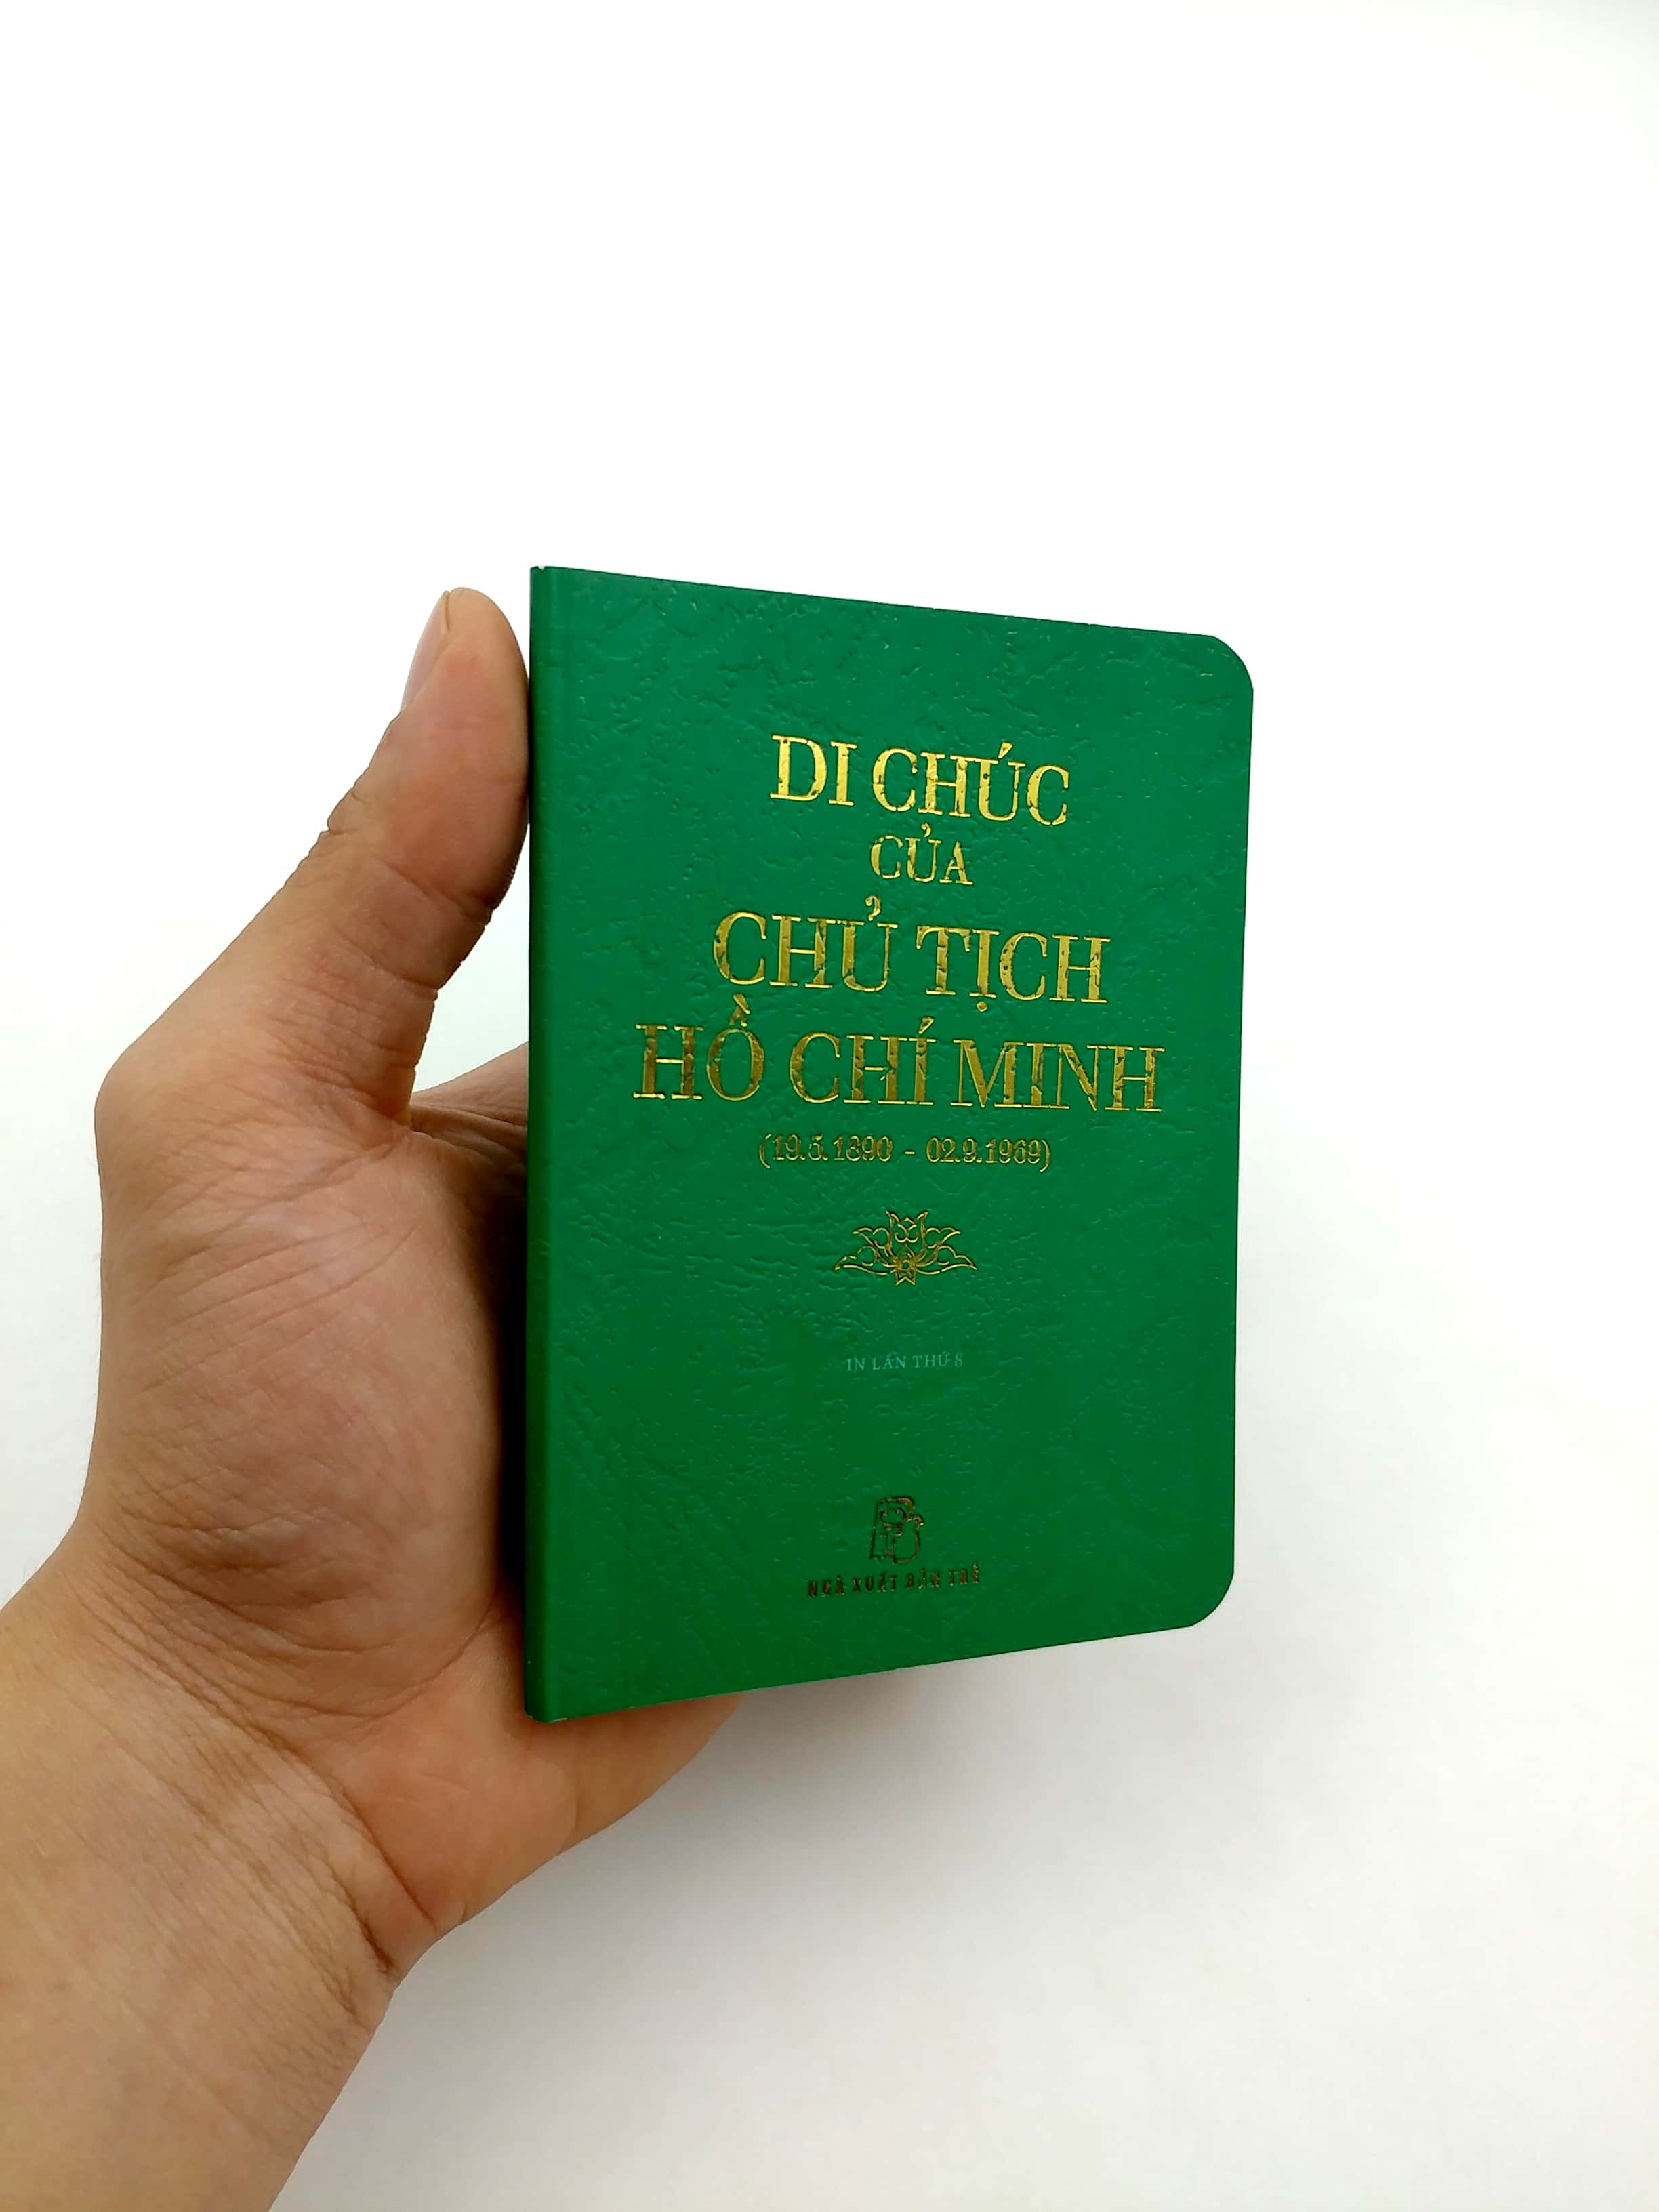 DI CHÚC
CỦA
CHỦ TỊCH
HỒ CHÍ MINH
(19.5.1890 - 02.9.1969)
IN LẦN THỨ 8
NHÀ XUẤT BẢN TRẺ